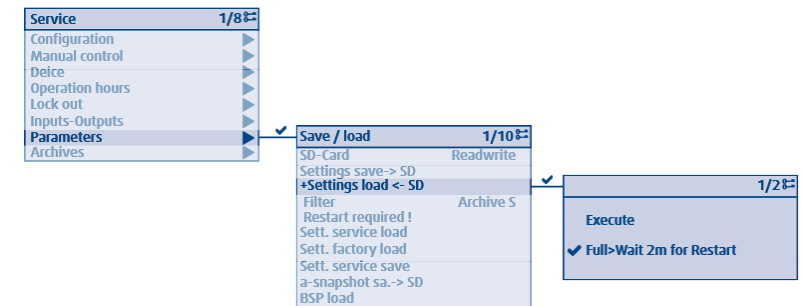 Service 1/8
Configuration
Manual control
Deice
Operation hours
Lock out
Inputs-Outputs
Parameters
Archives
Save / load 1/10
SD-Card Readwrite
Settings save-> SD
+Settings load <- SD
Filter Archive S
Restart required !
Sett. service load
Sett. factory load
Sett. service save
a-snapshot sa.-> SD
BSP load
1/2
Execute
Full>Wait 2m for Restart